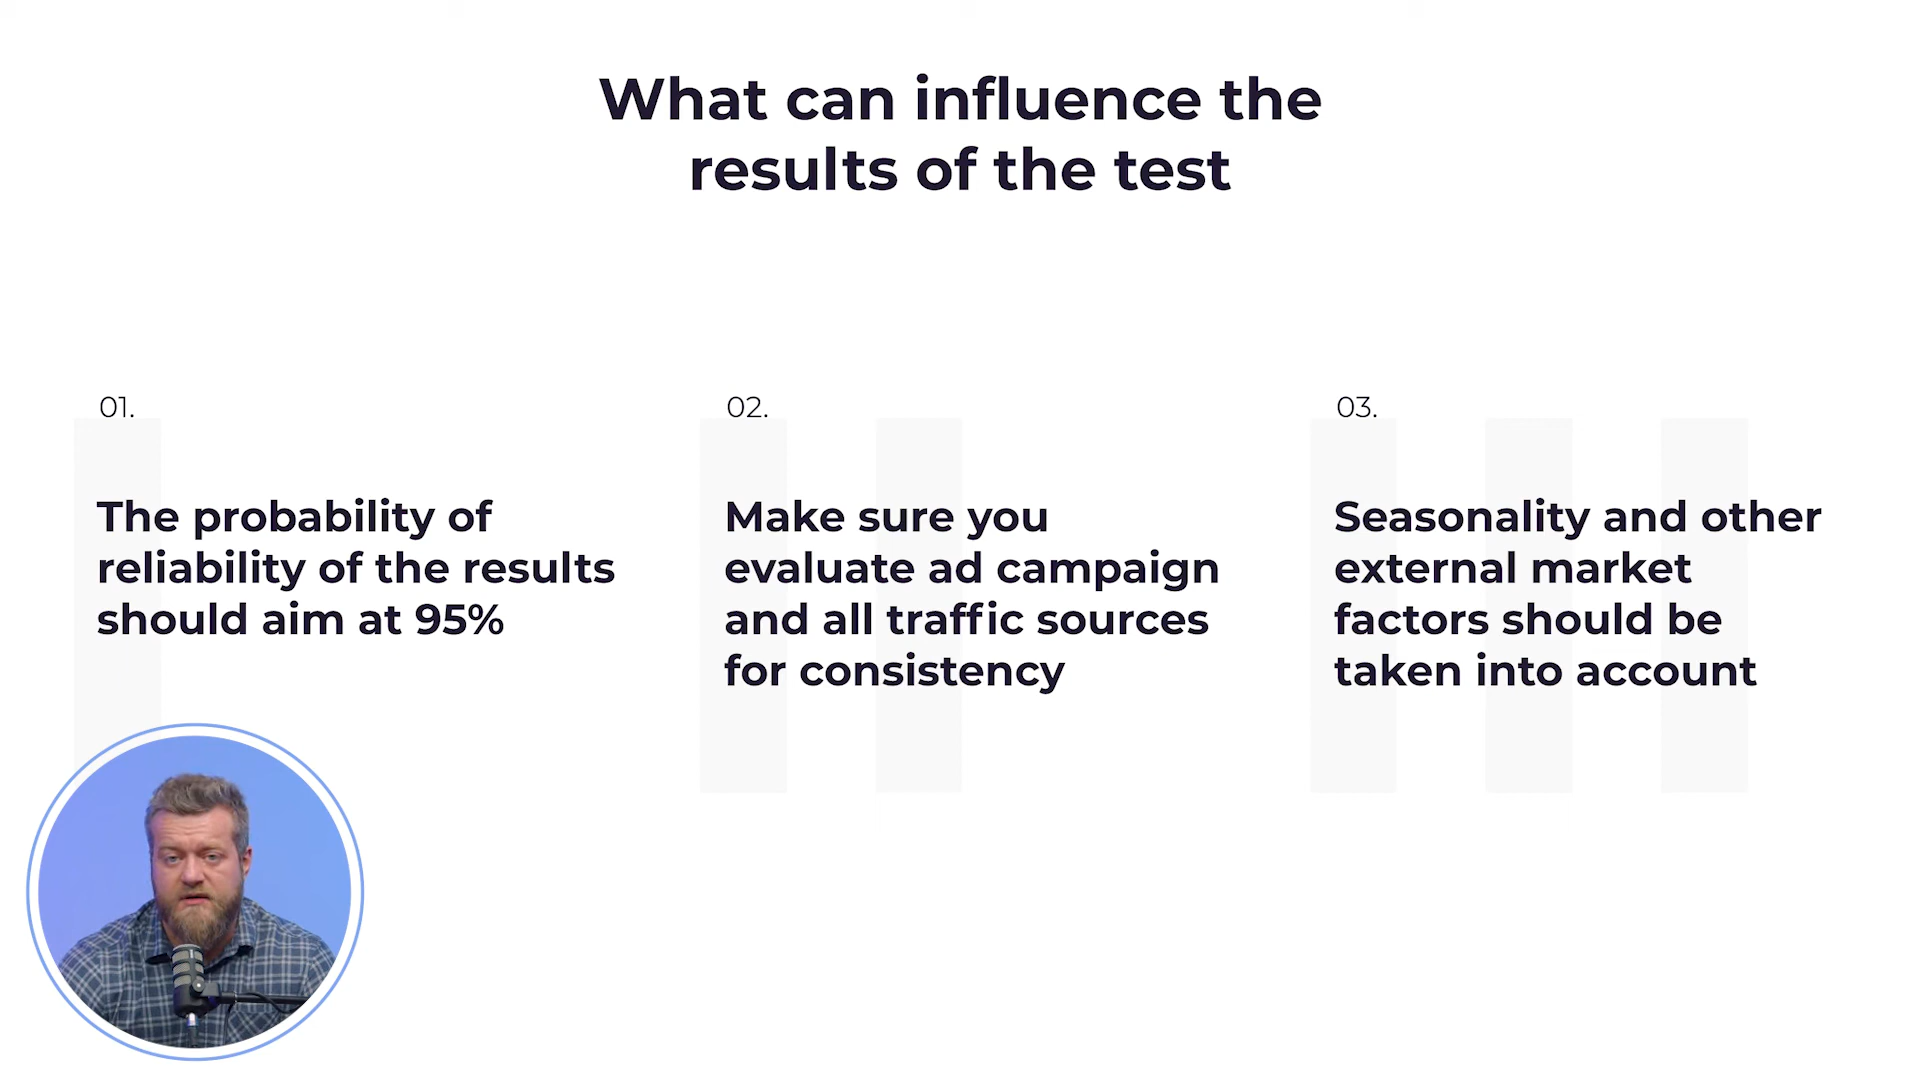 What can influence the
results of the test
01.
The probability of
reliability of the results
should aim at 95%
02.
Make sure you
evaluate ad campaign
and all traffic sources
for consistency
03.
Seasonality and other
external market
factors should be
taken into account